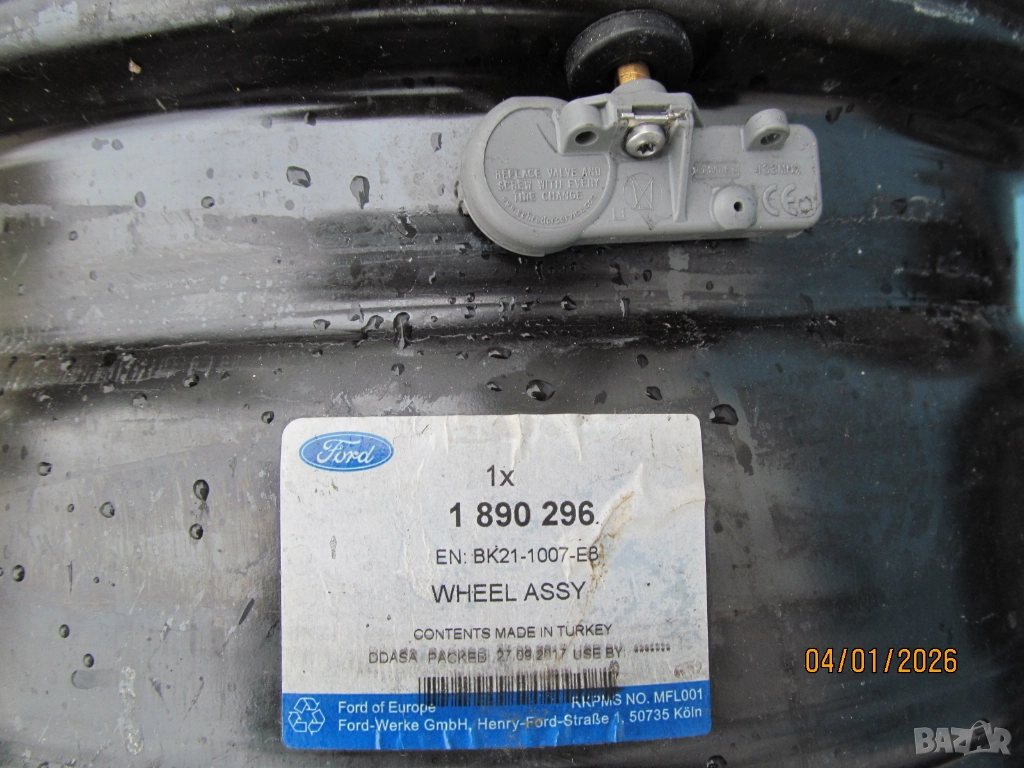 REPLACE VALVE AND
SCREW WITH EVERY
TIRE CHANGE
CE
Ford
1x
1 890 296
EN: BK21-1007-EB
WHEEL ASSY
CONTENTS MADE IN TURKEY
DDASA PACKED 27.09.2017 USE BY: *******
RKPMS NO. MFL001
Ford of Europe
Ford-Werke GmbH, Henry-Ford-Straße 1, 50735 Köln
04/01/2026
BAZAR